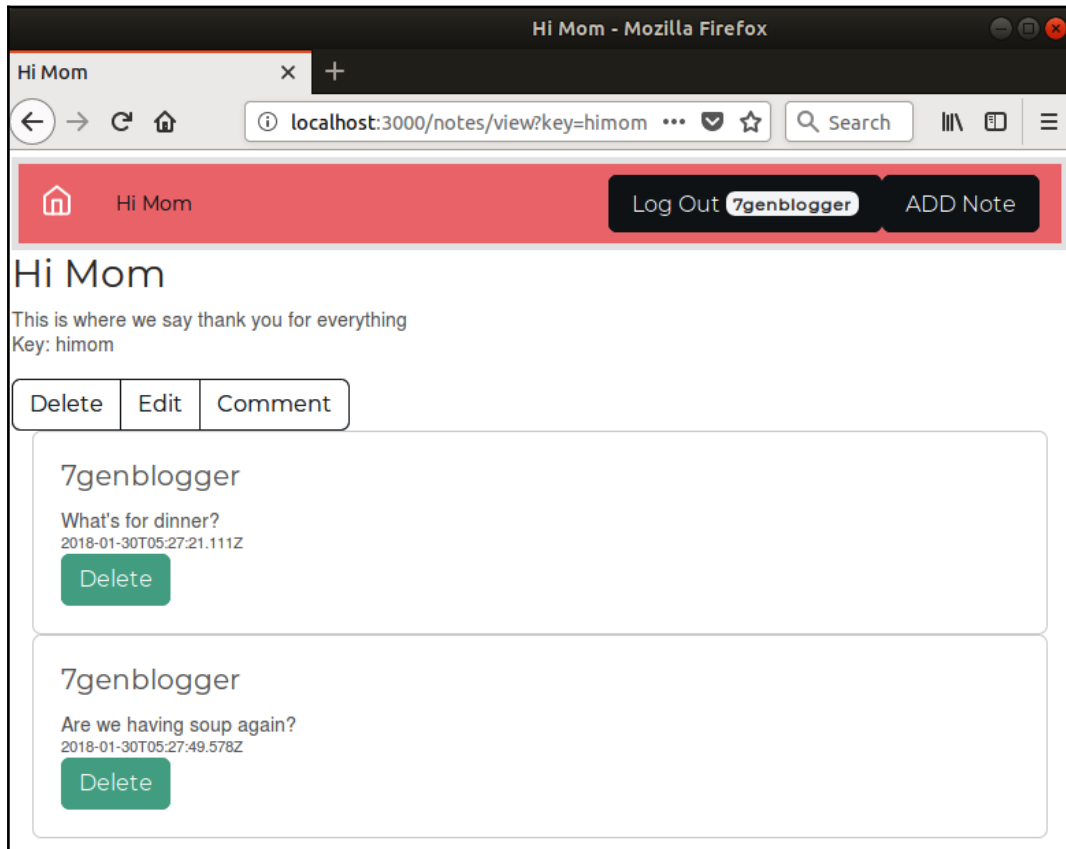 Hi Mom - Mozilla Firefox
Hi Mom
localhost:3000/notes/view?key=himom ••• Search
Hi Mom Log Out 7genblogger ADD Note
Hi Mom
This is where we say thank you for everything
Key: himom
Delete Edit Comment
7genblogger
What's for dinner?
2018-01-30T05:27:21.111Z
Delete
7genblogger
Are we having soup again?
2018-01-30T05:27:49.578Z
Delete